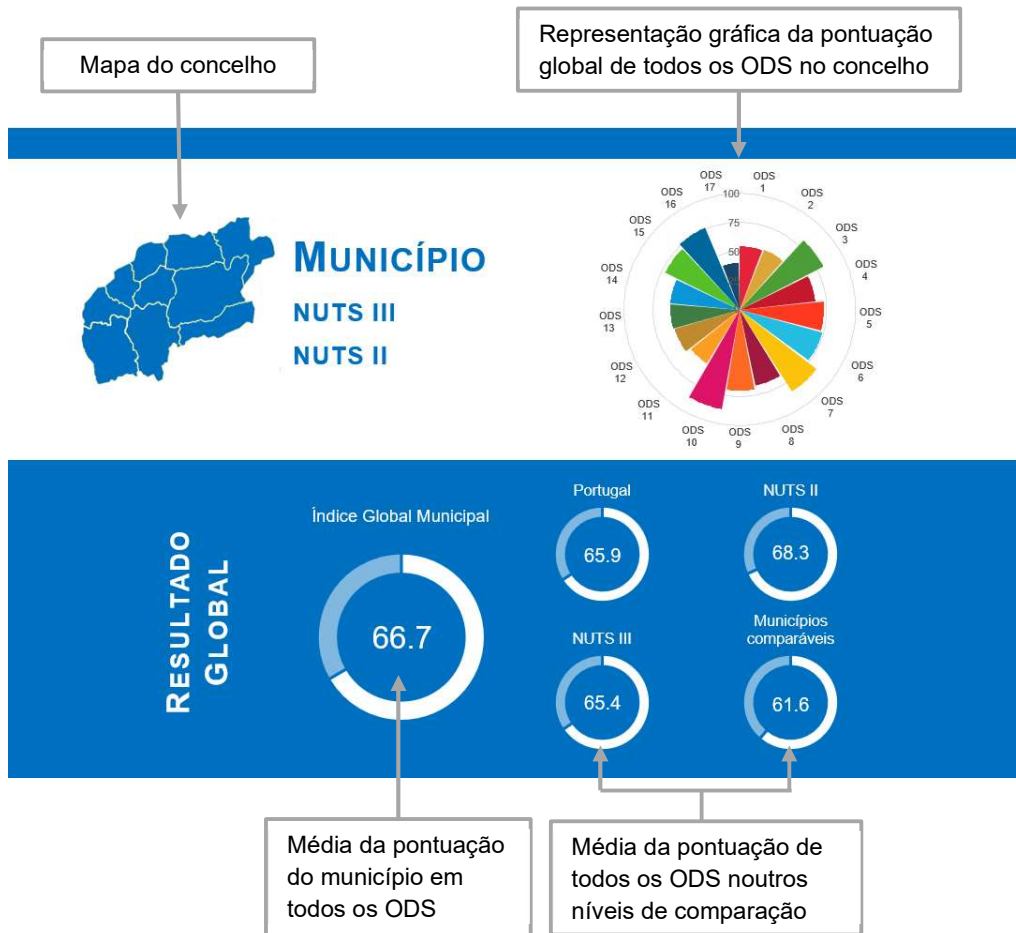 Mapa do concelho
Representação gráfica da pontuação
global de todos os ODS no concelho
MUNICÍPIO
NUTS III
NUTS II
ODS
1
ODS
2
ODS
3
ODS
4
ODS
5
ODS
6
ODS
7
ODS
8
ODS
9
ODS
10
ODS
11
ODS
12
ODS
13
ODS
14
ODS
15
ODS
16
ODS
17
100
75
50
RESULTADO
GLOBAL
Índice Global Municipal
66.7
Portugal
65.9
NUTS II
68.3
NUTS III
65.4
Municípios
comparáveis
61.6
Média da pontuação
do município em
todos os ODS
Média da pontuação de
todos os ODS noutros
níveis de comparação